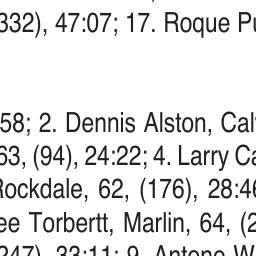 332), 47:07; 17. Roque Pu
58; 2. Dennis Alston, Cal
63, (94), 24:22; 4. Larry Ca
Rockdale, 62, (176), 28:46
ee Torbertt, Marlin, 64, (2
247), 33:11; 9. Antone W